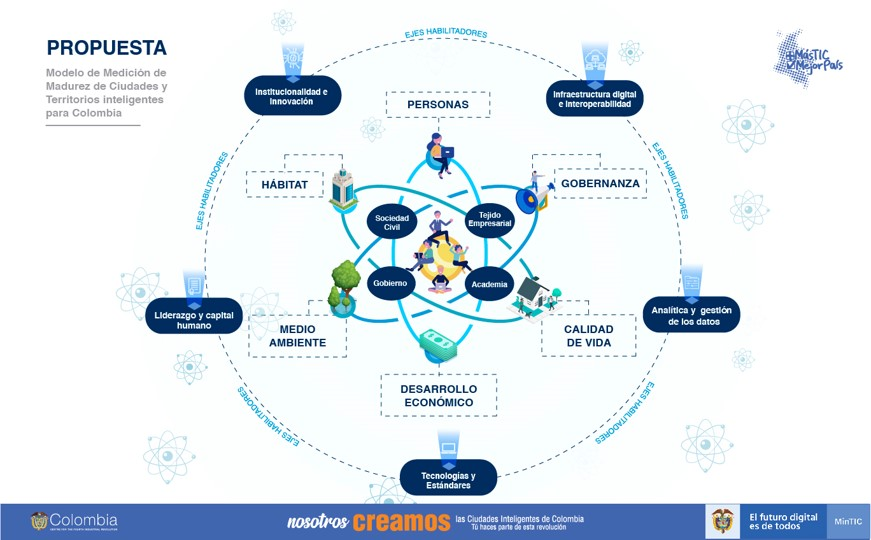 PROPUESTA
Modelo de Medición de
Madurez de Ciudades y
Territorios inteligentes
para Colombia
EJES HABILITADORES
+MásTIC
MejorPaís
Institucionalidad e
Innovación
Infraestructura digital
e interoperabilidad
PERSONAS
EJES HABILITADORES
EJES HABILITADORES
HÁBITAT
GOBERNANZA
Sociedad
Civil
Tejido
Empresarial
Gobierno
Academia
Liderazgo y capital
humano
Analítica y gestión
de los datos
MEDIO
AMBIENTE
CALIDAD
DE VIDA
DESARROLLO
ECONÓMICO
EJES HABILITADORES
EJES HABILITADORES
Tecnologías y
Estándares
Colombia
nosotros creamos las Ciudades Inteligentes de Colombia
Tú haces parte de esta revolución
El futuro digital
es de todos
MinTIC